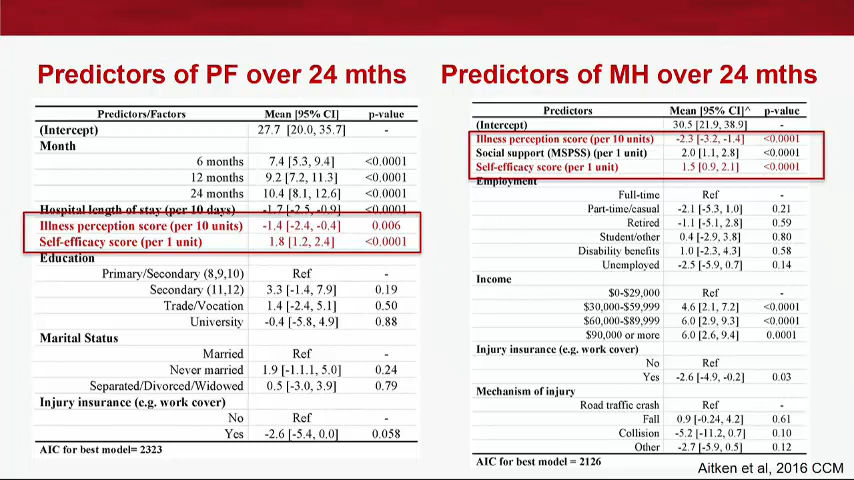 Predictors of PF over 24 mths
Predictors/Factors Mean [95% CI] p-value
(Intercept) 27.7 [20.0, 35.7] -
Month
6 months 7.4 [5.3, 9.4] <0.0001
12 months 9.2 [7.2, 11.3] <0.0001
24 months 10.4 [8.1, 12.6] <0.0001
Hospital length of stay (per 10 days) -1.7 [-2.5, -0.9] <0.0001
Illness perception score (per 10 units) -1.4 [-2.4, -0.4] 0.006
Self-efficacy score (per 1 unit) 1.8 [1.2, 2.4] <0.0001
Education
Primary/Secondary (8,9,10) Ref -
Secondary (11,12) 3.3 [-1.4, 7.9] 0.19
Trade/Vocation 1.4 [-2.4, 5.1] 0.50
University -0.4 [-5.8, 4.9] 0.88
Marital Status
Married Ref -
Never married 1.9 [-1.1.1, 5.0] 0.24
Separated/Divorced/Widowed 0.5 [-3.0, 3.9] 0.79
Injury insurance (e.g. work cover)
No Ref -
Yes -2.6 [-5.4, 0.0] 0.058
AIC for best model= 2323
Predictors of MH over 24 mths
Predictors Mean [95% CI]^ p-value
(Intercept) 30.5 [21.9, 38.9] -
Illness perception score (per 10 units) -2.3 [-3.2, -1.4] <0.0001
Social support (MSPSS) (per 1 unit) 2.0 [1.1, 2.8] <0.0001
Self-efficacy score (per 1 unit) 1.5 [0.9, 2.1] <0.0001
Employment
Full-time Ref -
Part-time/casual -2.1 [-5.3, 1.0] 0.21
Retired -1.1 [-5.1, 2.8] 0.59
Student/other 0.4 [-2.9, 3.8] 0.80
Disability benefits 1.0 [-2.3, 4.3] 0.58
Unemployed -2.5 [-5.9, 0.7] 0.14
Income
$0-$29,000 Ref -
$30,000-$59,999 4.6 [2.1, 7.2] <0.0001
$60,000-$89,999 6.0 [2.9, 9.3] <0.0001
$90,000 or more 6.0 [2.6, 9.4] 0.0001
Injury insurance (e.g. work cover)
No Ref
Yes -2.6 [-4.9, -0.2] 0.03
Mechanism of injury
Road traffic crash Ref -
Fall 0.9 [-0.24, 4.2] 0.61
Collision -5.2 [-11.2, 0.7] 0.10
Other -2.7 [-5.9, 0.5] 0.12
AIC for best model = 2126
Aitken et al, 2016 CCM